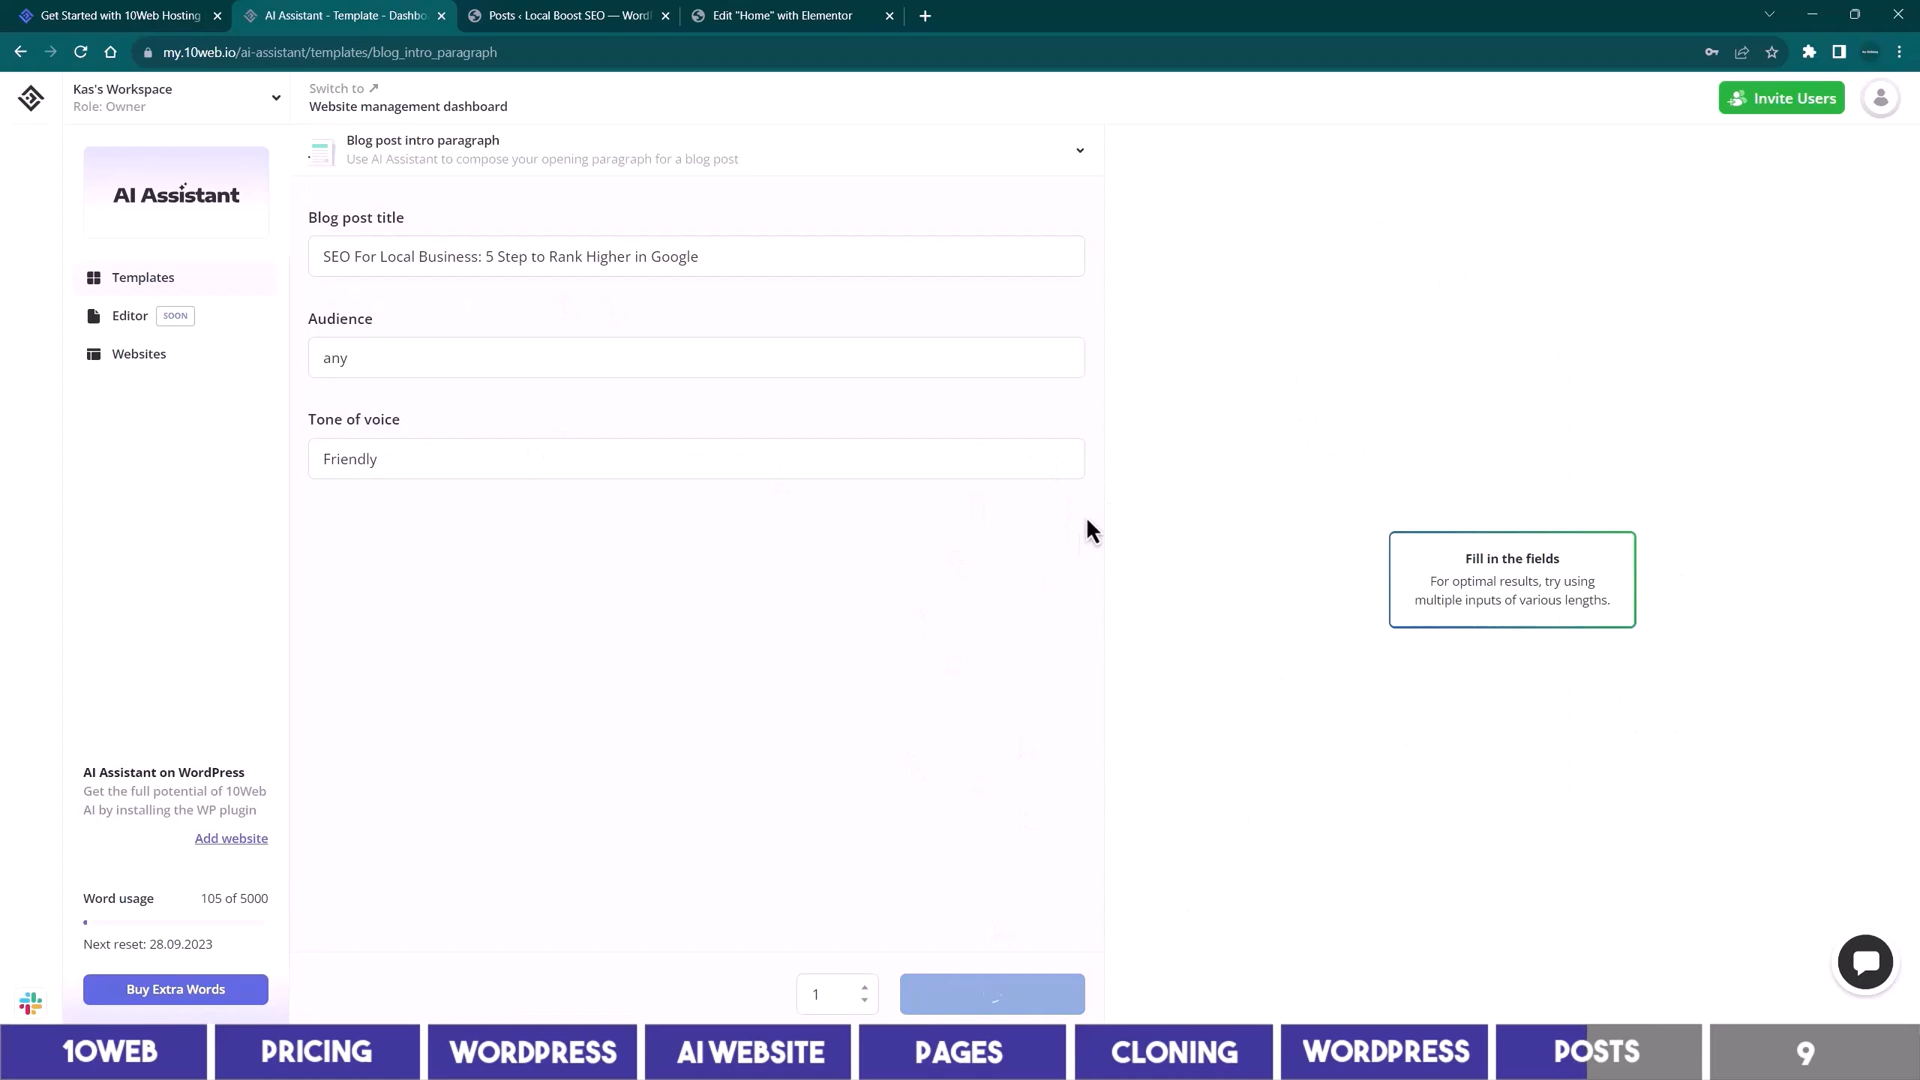 Get Started with 10Web Hosting
AI Assistant - Template - Dashbo
Posts ‹ Local Boost SEO — WordP
Edit "Home" with Elementor
my.10web.io/ai-assistant/templates/blog_intro_paragraph
Kas's Workspace
Role: Owner
Switch to
Website management dashboard
Invite Users
Blog post intro paragraph
Use AI Assistant to compose your opening paragraph for a blog post
AI Assistant
Templates
Editor SOON
Websites
Blog post title
SEO For Local Business: 5 Step to Rank Higher in Google
Audience
any
Tone of voice
Friendly
Fill in the fields
For optimal results, try using
multiple inputs of various lengths.
AI Assistant on WordPress
Get the full potential of 10Web
AI by installing the WP plugin
Add website
Word usage 105 of 5000
Next reset: 28.09.2023
Buy Extra Words
1
10WEB
PRICING
WORDPRESS
AI WEBSITE
PAGES
CLONING
WORDPRESS
POSTS
9